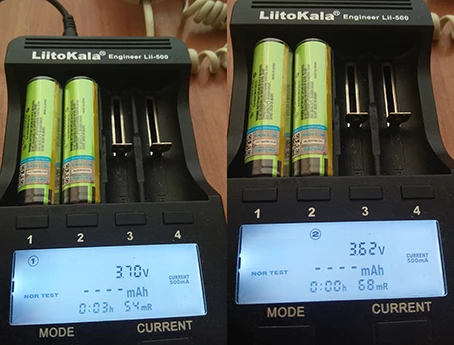 LiitoKala® Engineer Lii-500
1 2 3 4
①
3.70v
CURRENT
500mA
NOR TEST
- - - - mAh
0:03h 54mR
MODE CURRENT
LiitoKala® Engineer Lii-500
1 2 3 4
②
3.62v
CURRENT
500mA
NOR TEST
- - - - mAh
0:00h 68mR
MODE CURRENT